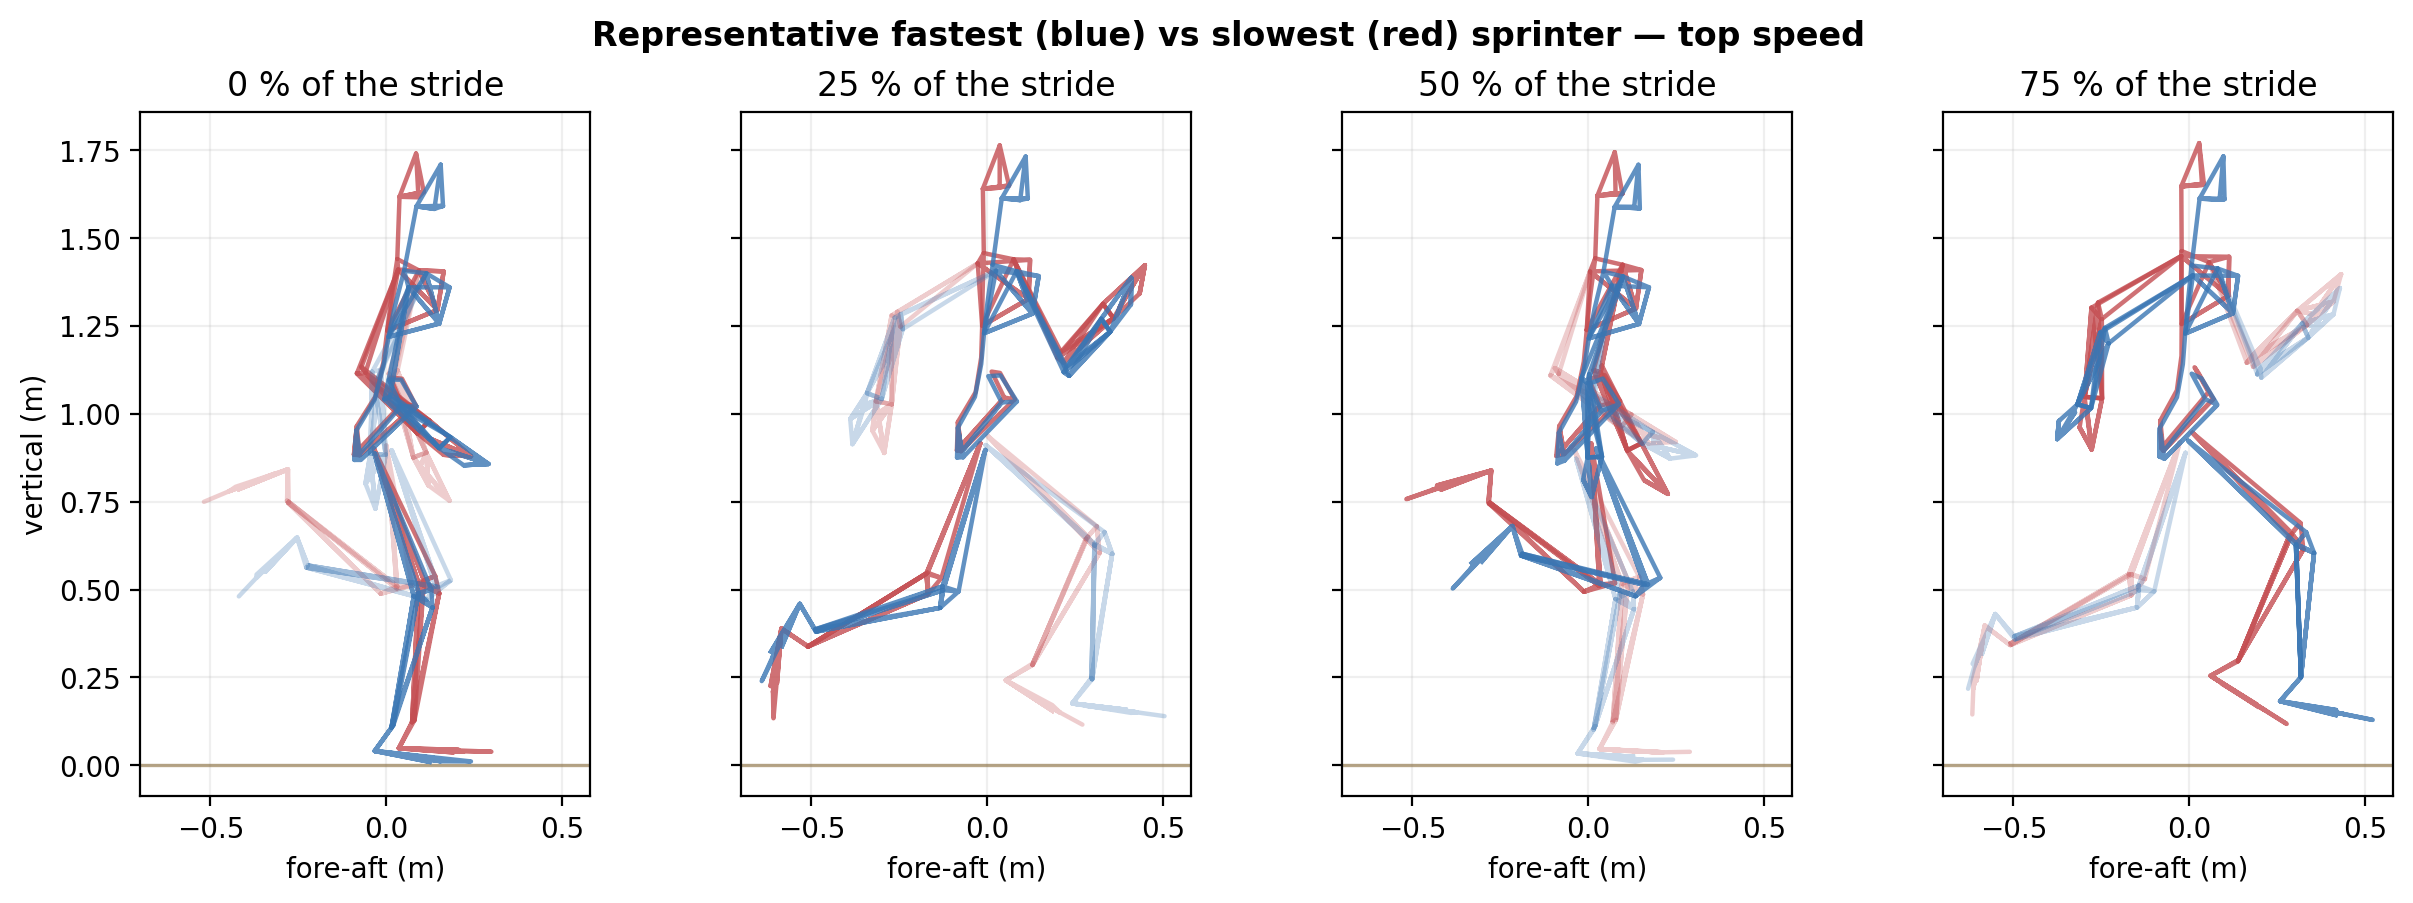 Representative fastest (blue) vs slowest (red) sprinter — top speed
0 % of the stride
25 % of the stride
50 % of the stride
75 % of the stride
vertical (m)
1.75
1.50
1.25
1.00
0.75
0.50
0.25
0.00
−0.5 0.0 0.5
−0.5 0.0 0.5
−0.5 0.0 0.5
−0.5 0.0 0.5
fore-aft (m)
fore-aft (m)
fore-aft (m)
fore-aft (m)